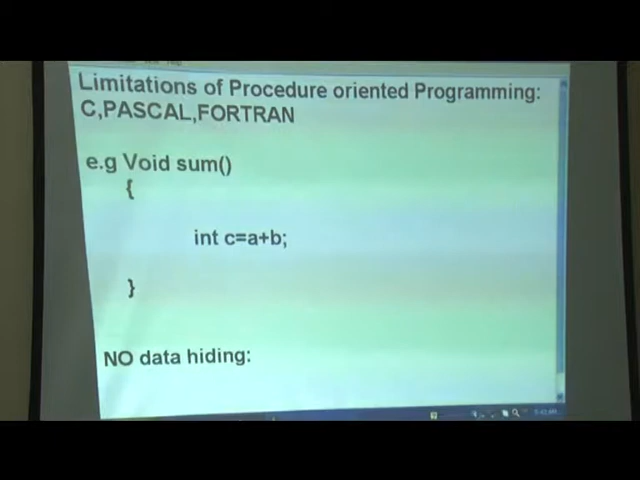 Limitations of Procedure oriented Programming:
C,PASCAL,FORTRAN
e.g Void sum()
{
int c=a+b;
}
NO data hiding: